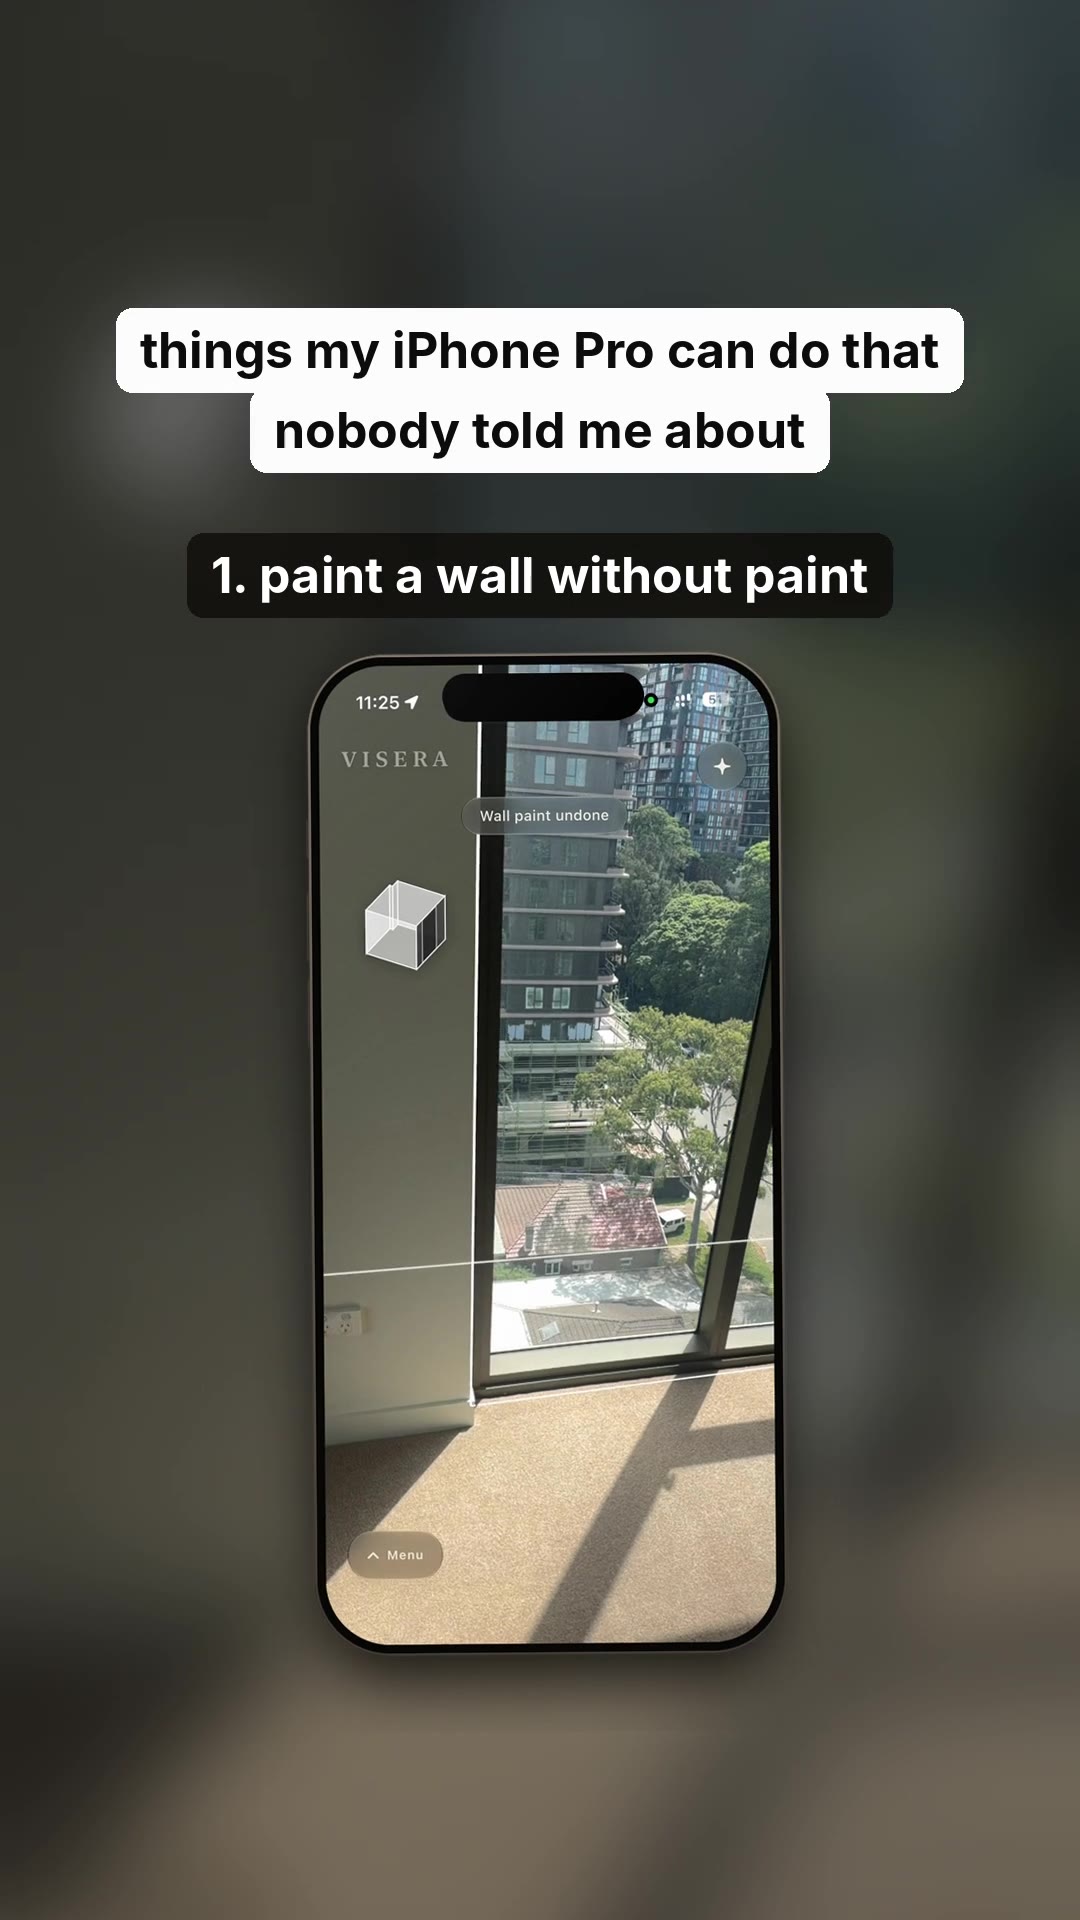 things my iPhone Pro can do that
nobody told me about
1. paint a wall without paint
11:25
VISERA
Wall paint undone
Menu